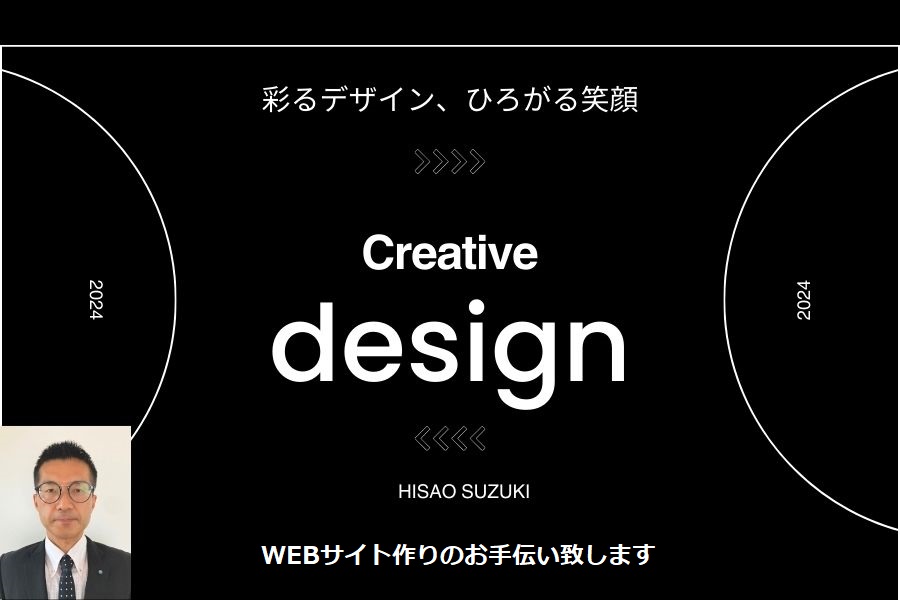 彩るデザイン、ひろがる笑顔
Creative
design
2024
2024
HISAO SUZUKI
WEBサイト作りのお手伝い致します